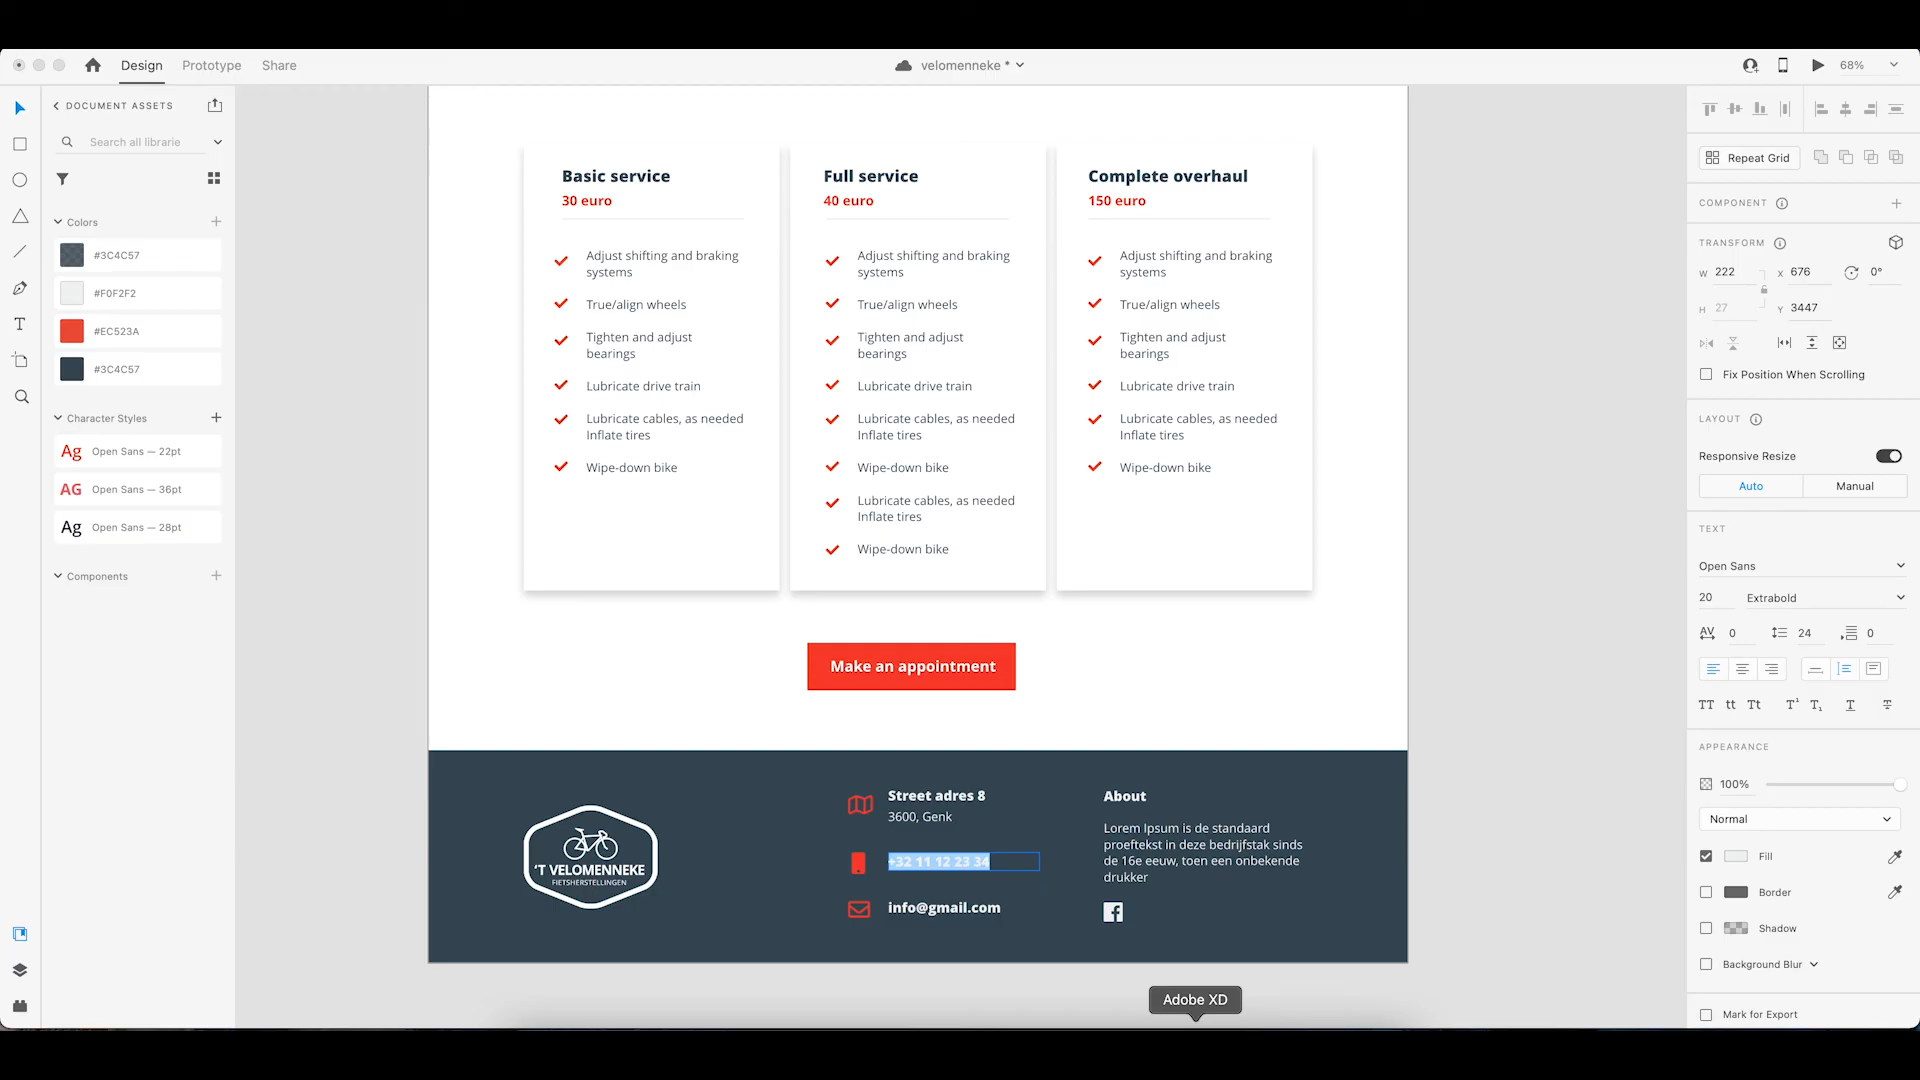 Design Prototype Share
velomenneke *
68%
DOCUMENT ASSETS
Search all librarie
Colors
#3C4C57
#F0F2F2
#EC523A
#3C4C57
Character Styles
Ag Open Sans — 22pt
AG Open Sans — 36pt
Ag Open Sans — 28pt
Components
Basic service
30 euro
Adjust shifting and braking
systems
True/align wheels
Tighten and adjust
bearings
Lubricate drive train
Lubricate cables, as needed
Inflate tires
Wipe-down bike
Full service
40 euro
Adjust shifting and braking
systems
True/align wheels
Tighten and adjust
bearings
Lubricate drive train
Lubricate cables, as needed
Inflate tires
Wipe-down bike
Lubricate cables, as needed
Inflate tires
Wipe-down bike
Complete overhaul
150 euro
Adjust shifting and braking
systems
True/align wheels
Tighten and adjust
bearings
Lubricate drive train
Lubricate cables, as needed
Inflate tires
Wipe-down bike
Make an appointment
'T VELOMENNEKE
FIETSHERSTELLINGEN
Street adres 8
3600, Genk
+32 11 12 23 34
info@gmail.com
About
Lorem Ipsum is de standaard
proeftekst in deze bedrijfstak sinds
de 16e eeuw, toen een onbekende
drukker
Adobe XD
Repeat Grid
COMPONENT
TRANSFORM
W 222 X 676 0°
H 27 Y 3447
Fix Position When Scrolling
LAYOUT
Responsive Resize
Auto Manual
TEXT
Open Sans
20 Extrabold
AV 0 24 0
TT tt Tt T¹ T₁ T T
APPEARANCE
100%
Normal
Fill
Border
Shadow
Background Blur
Mark for Export